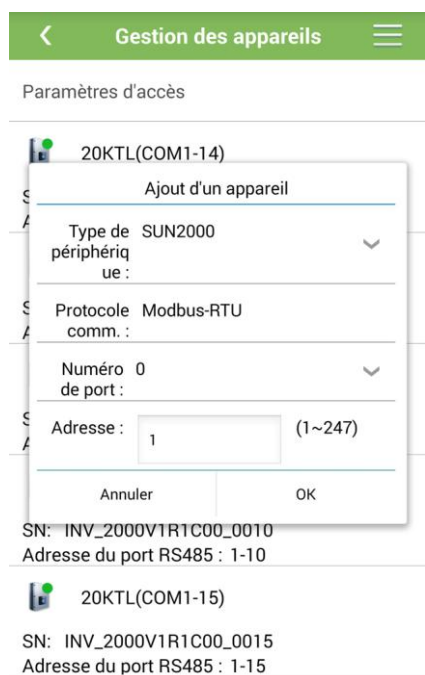 Gestion des appareils
Paramètres d'accès
20KTL(COM1-14)
Ajout d'un appareil
Type de périphériq ue : SUN2000
Protocole comm. : Modbus-RTU
Numéro de port : 0
Adresse : 1 (1~247)
Annuler OK
SN: INV_2000V1R1C00_0010
Adresse du port RS485 : 1-10
20KTL(COM1-15)
SN: INV_2000V1R1C00_0015
Adresse du port RS485 : 1-15